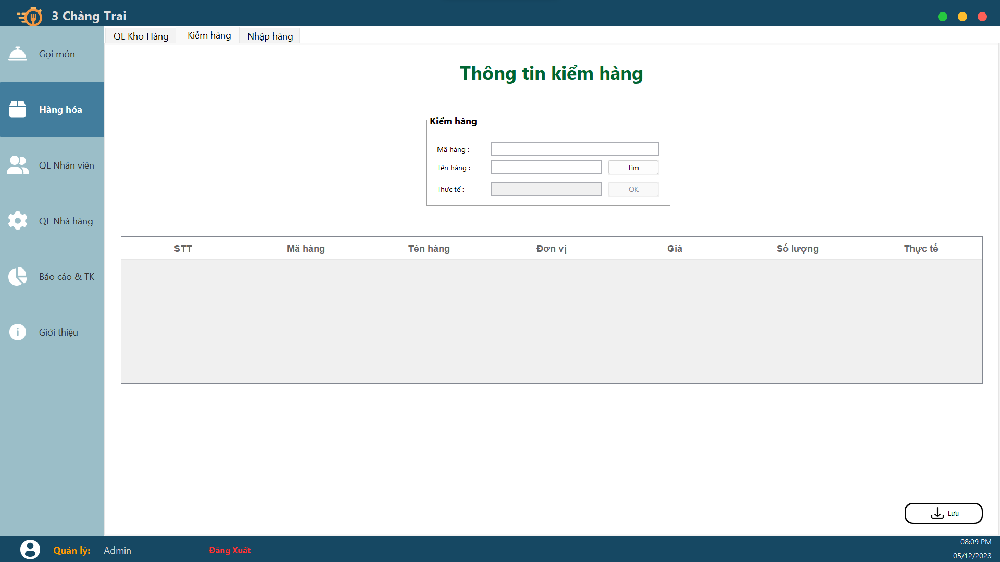 3 Chàng Trai
QL Kho Hàng
Kiễm hàng
Nhập hàng
Gọi món
Hàng hóa
QL Nhân viên
QL Nhà hàng
Báo cáo & TK
Giới thiệu
Thông tin kiểm hàng
Kiểm hàng
Mã hàng :
Tên hàng :
Tìm
Thực tế :
OK
STT Mã hàng Tên hàng Đơn vị Giá Số lượng Thực tế
Lưu
Quản lý: Admin
Đăng Xuất
08:09 PM
05/12/2023